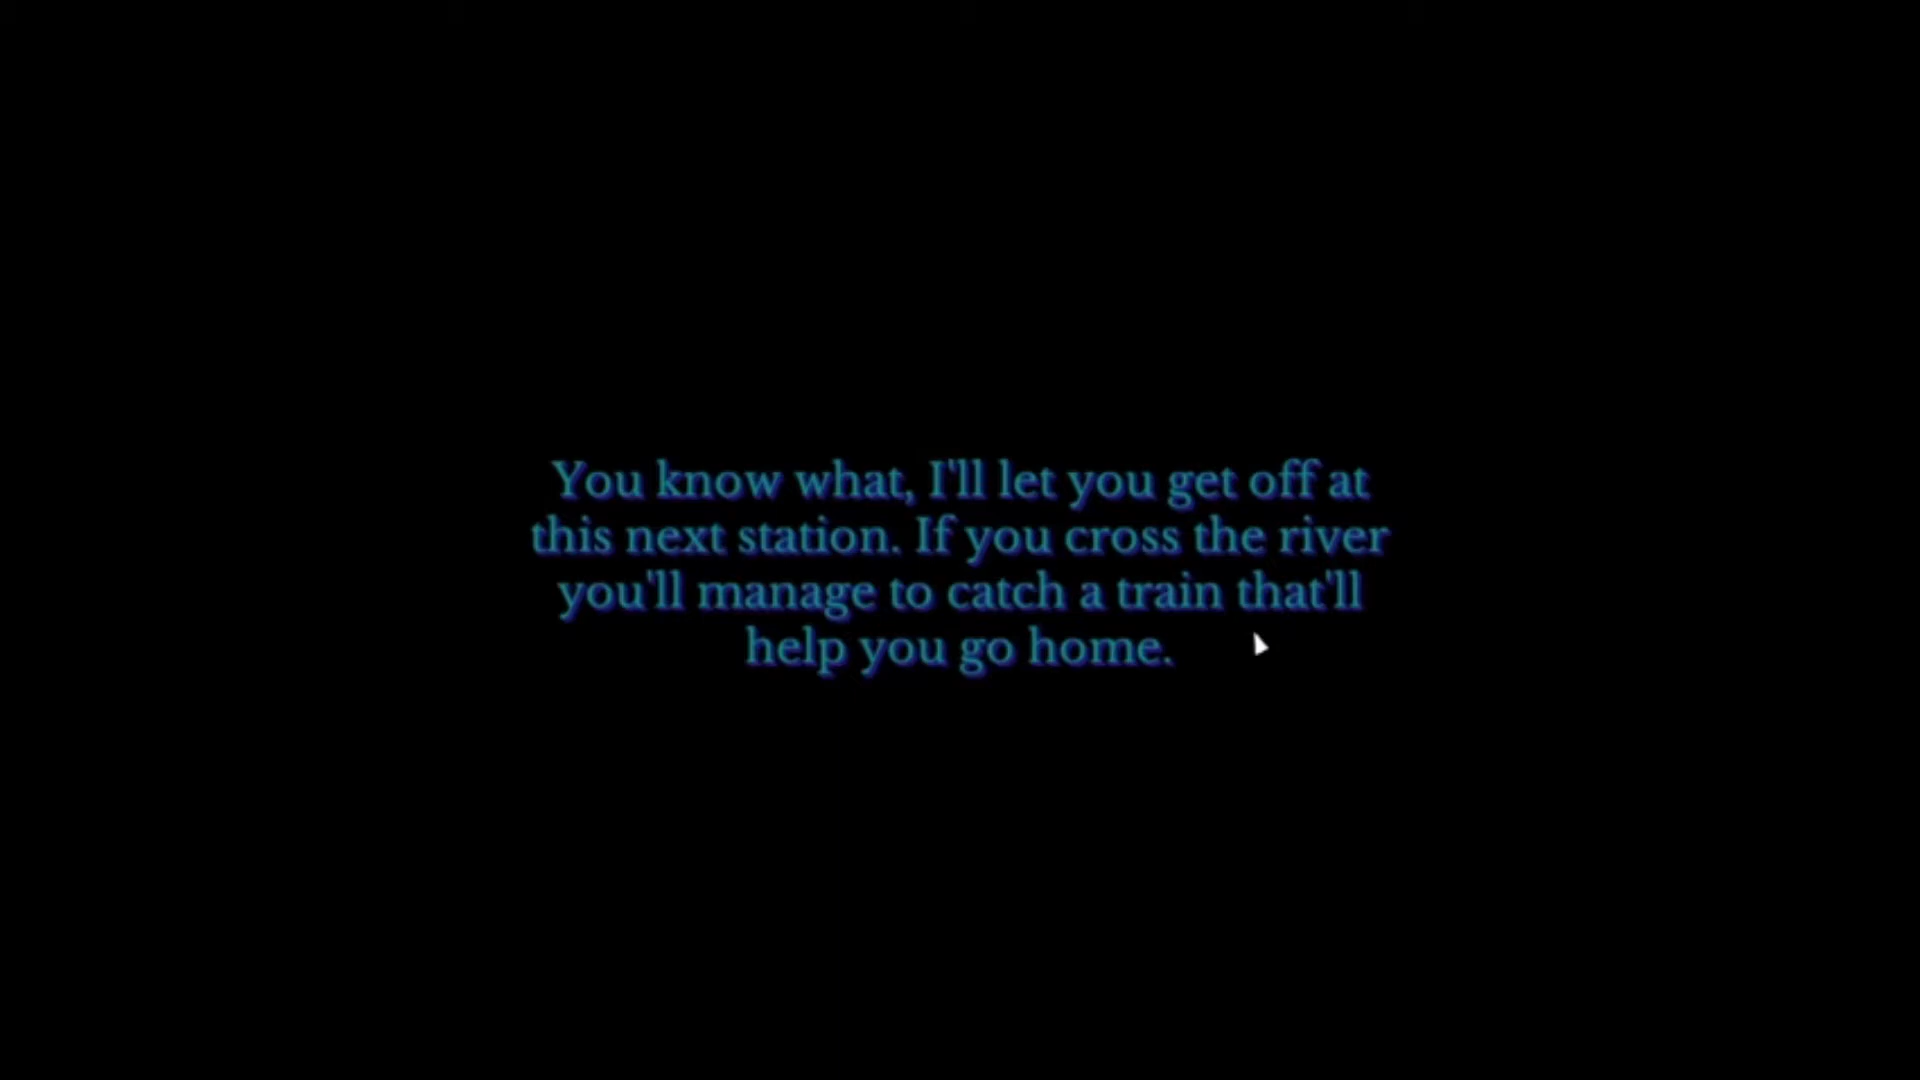 You know what, I'll let you get off at
this next station. If you cross the river
you'll manage to catch a train that'll
help you go home.